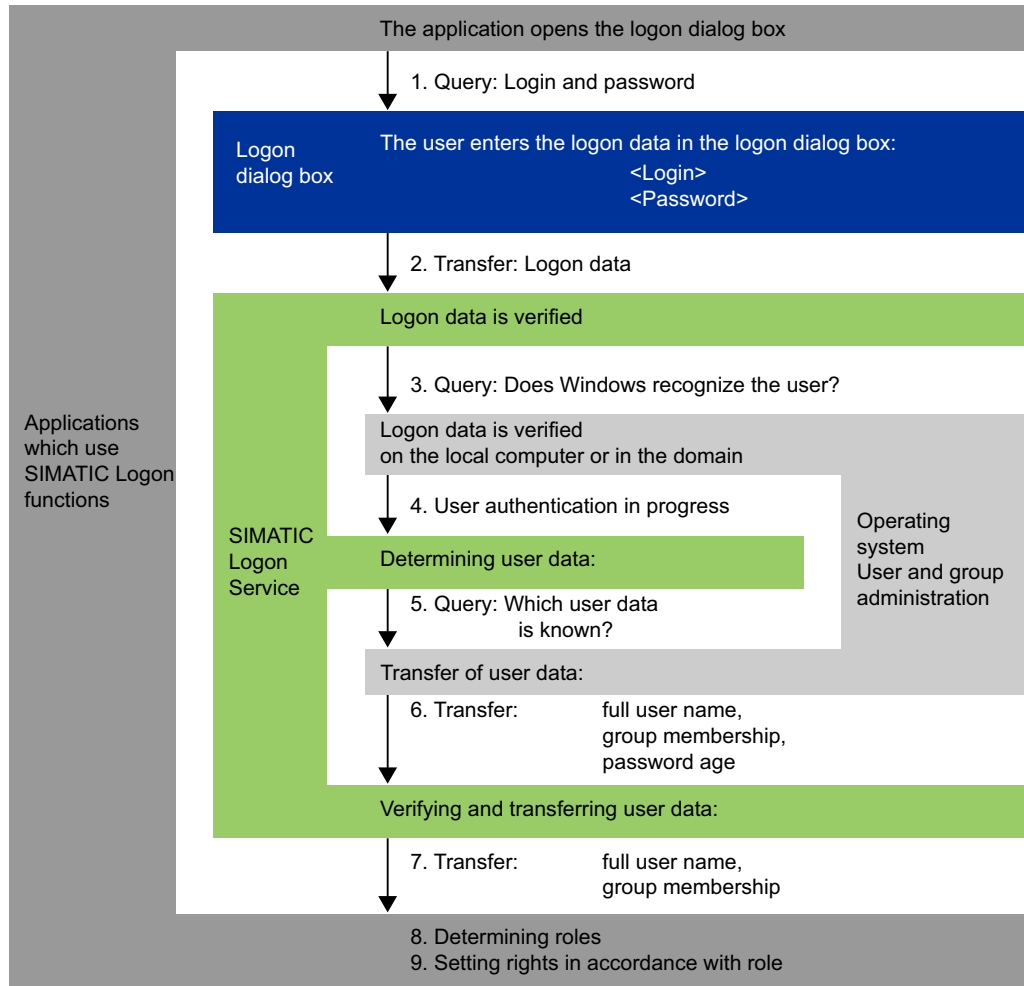 The application opens the logon dialog box
1. Query: Login and password
Logon
dialog box
The user enters the logon data in the logon dialog box:
<Login>
<Password>
2. Transfer: Logon data
Logon data is verified
3. Query: Does Windows recognize the user?
Applications
which use
SIMATIC Logon
functions
Logon data is verified
on the local computer or in the domain
4. User authentication in progress
Operating
system
User and group
administration
SIMATIC
Logon
Service
Determining user data:
5. Query: Which user data
is known?
Transfer of user data:
6. Transfer: full user name,
group membership,
password age
Verifying and transferring user data:
7. Transfer: full user name,
group membership
8. Determining roles
9. Setting rights in accordance with role